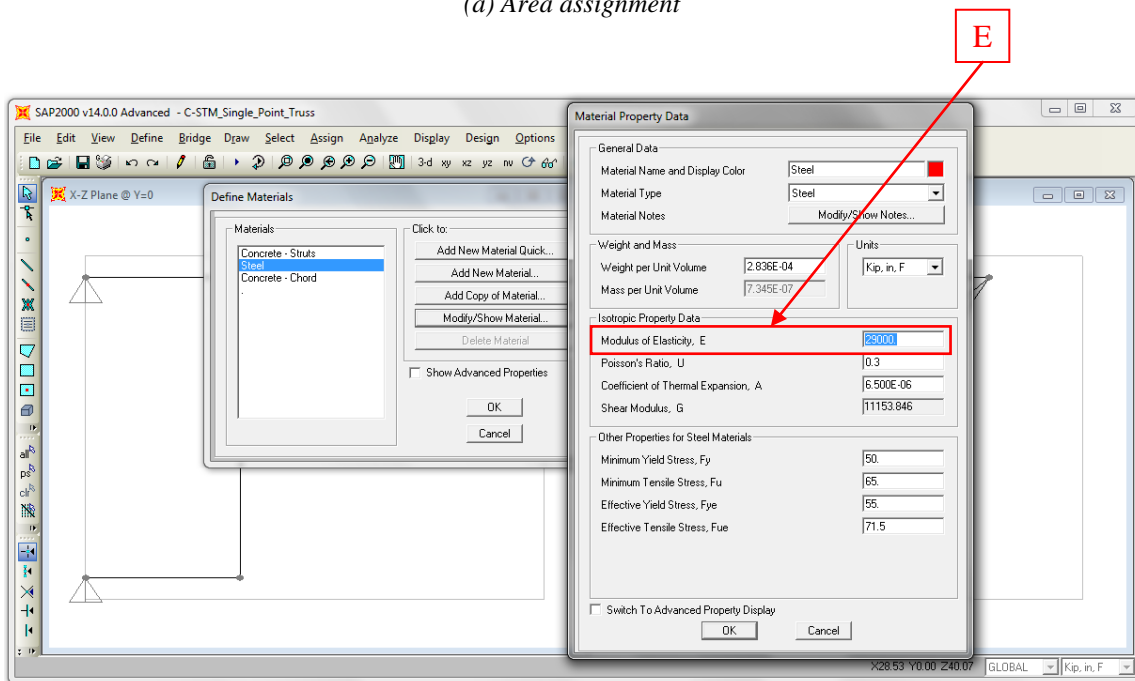 (a) Area assignment
E
SAP2000 v14.0.0 Advanced - C-STM_Single_Point_Truss
File Edit View Define Bridge Draw Select Assign Analyze Display Design Options
3-d xy xz yz nv
X-Z Plane @ Y=0
all
ps
clr
Define Materials
Materials
Concrete - Struts
Steel
Concrete - Chord
.
Click to:
Add New Material Quick...
Add New Material...
Add Copy of Material...
Modify/Show Material...
Delete Material
Show Advanced Properties
OK
Cancel
Material Property Data
General Data
Material Name and Display Color Steel
Material Type Steel
Material Notes Modify/Show Notes...
Weight and Mass
Weight per Unit Volume 2.836E-04
Mass per Unit Volume 7.345E-07
Units
Kip, in, F
Isotropic Property Data
Modulus of Elasticity, E 29000.
Poisson's Ratio, U 0.3
Coefficient of Thermal Expansion, A 6.500E-06
Shear Modulus, G 11153.846
Other Properties for Steel Materials
Minimum Yield Stress, Fy 50.
Minimum Tensile Stress, Fu 65.
Effective Yield Stress, Fye 55.
Effective Tensile Stress, Fue 71.5
Switch To Advanced Property Display
OK Cancel
X28.53 Y0.00 Z40.07 GLOBAL Kip, in, F